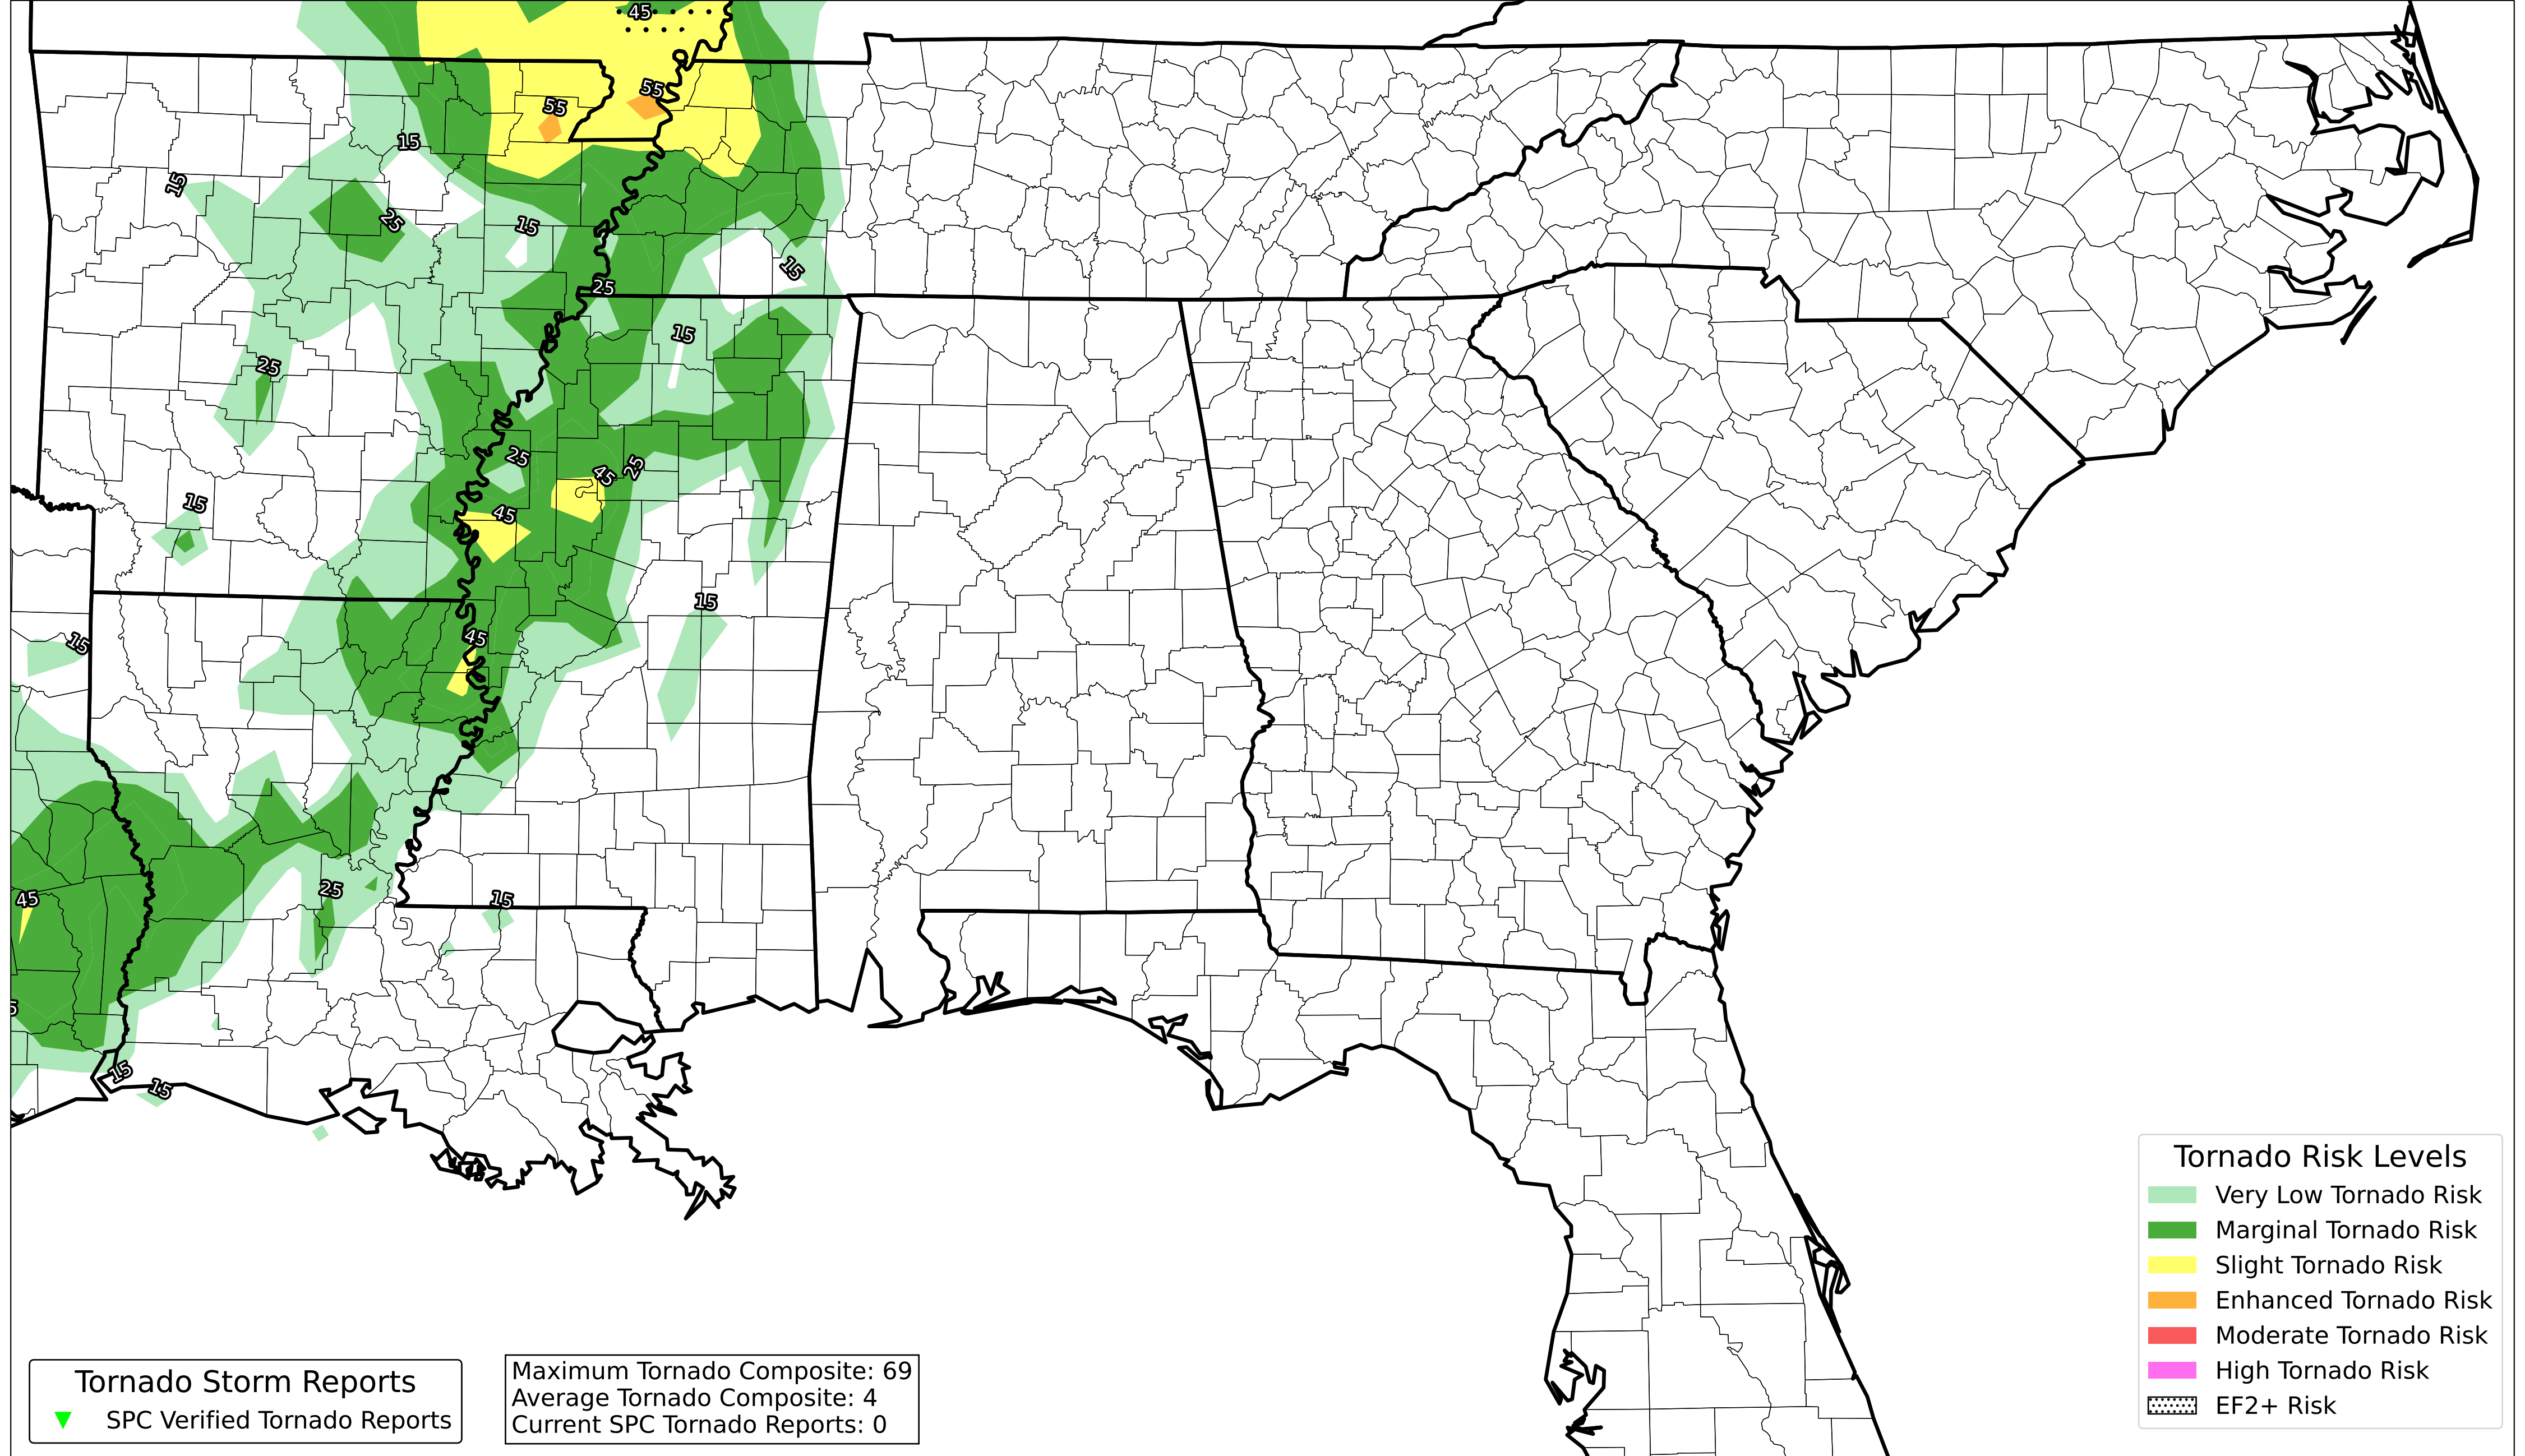 45
55
55
15
15
25
15
15
25
15
25
25
45
25
15
45
15
45
15
45
25
15
5
15
15
Tornado Risk Levels
Very Low Tornado Risk
Marginal Tornado Risk
Slight Tornado Risk
Enhanced Tornado Risk
Moderate Tornado Risk
High Tornado Risk
EF2+ Risk
Tornado Storm Reports
SPC Verified Tornado Reports
Maximum Tornado Composite: 69
Average Tornado Composite: 4
Current SPC Tornado Reports: 0